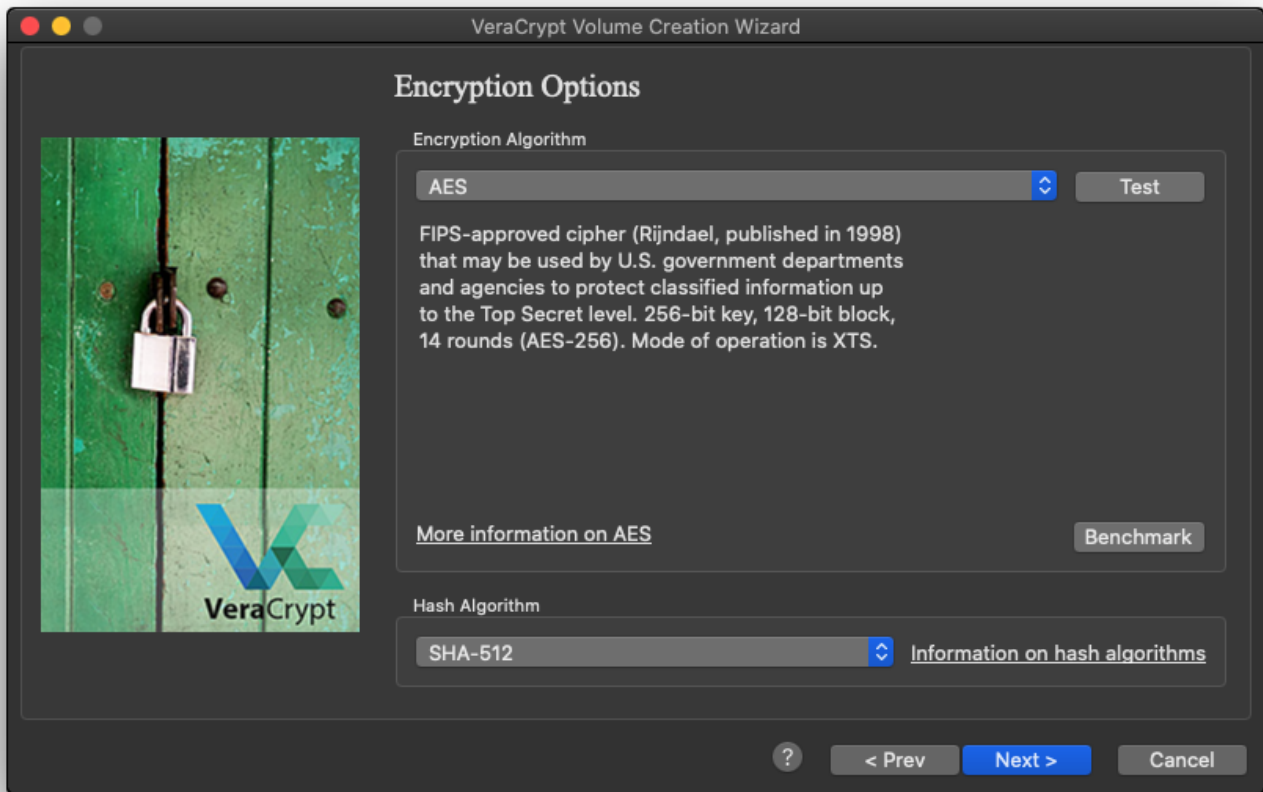 VeraCrypt Volume Creation Wizard
Encryption Options
Encryption Algorithm
AES
Test
FIPS-approved cipher (Rijndael, published in 1998)
that may be used by U.S. government departments
and agencies to protect classified information up
to the Top Secret level. 256-bit key, 128-bit block,
14 rounds (AES-256). Mode of operation is XTS.
More information on AES
Benchmark
VeraCrypt
Hash Algorithm
SHA-512
Information on hash algorithms
?
< Prev
Next >
Cancel